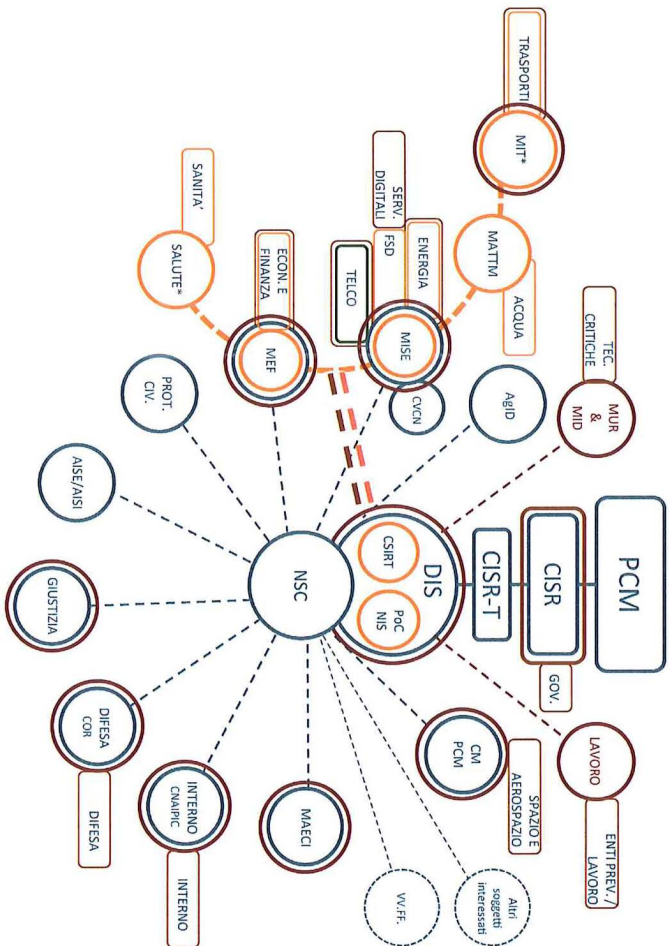 PCM
CISR
GOV.
CISR-T
DIS
CSIRT
PoC
NIS
NSC
TRASPORTI
MIT*
MATTM
ACQUA
SERV.
DIGITALI
FSD
ENERGIA
TELCO
MISE
CVCN
SANITA'
SALUTE*
ECON. E
FINANZA
MEF
TEC.
CRITICHE
MUR
&
MID
AgID
PROT.
CIV.
AISE/AISI
GIUSTIZIA
DIFESA
COR
DIFESA
INTERNO
CNAIPIC
INTERNO
MAECI
VV.FF.
Altri
soggetti
interessati
CM
PCM
SPAZIO E
AEROSPAZIO
LAVORO
ENTI PREV./
LAVORO